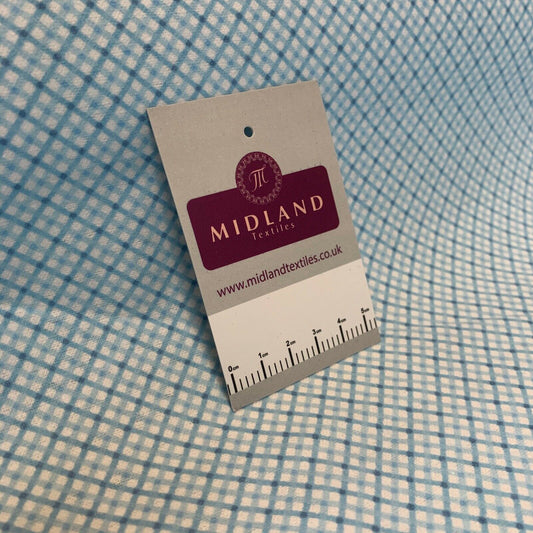 M
MIDLAND
Textiles
www.midlandtextiles.co.uk
0cm 1cm 2cm 3cm 4cm 5cm